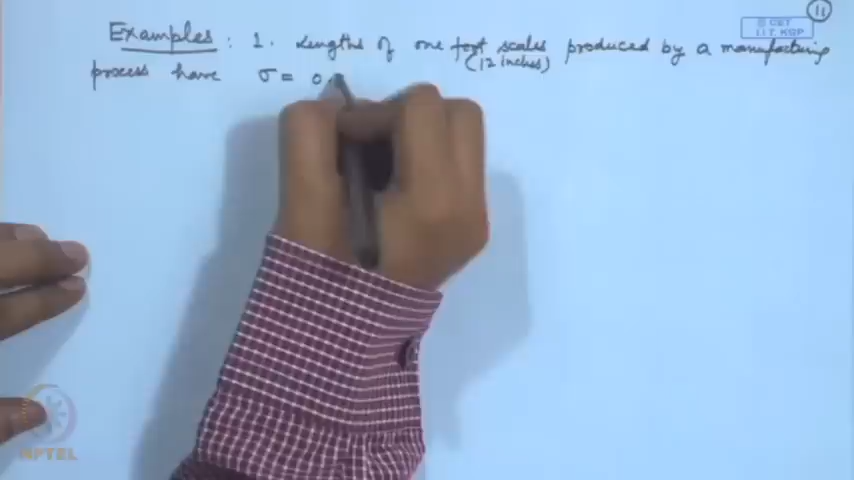 11
© CET
I.I.T. KGP
Examples : 1. Lengths of one foot scales produced by a manufacturing
(12 inches)
process have σ = 0.
NPTEL